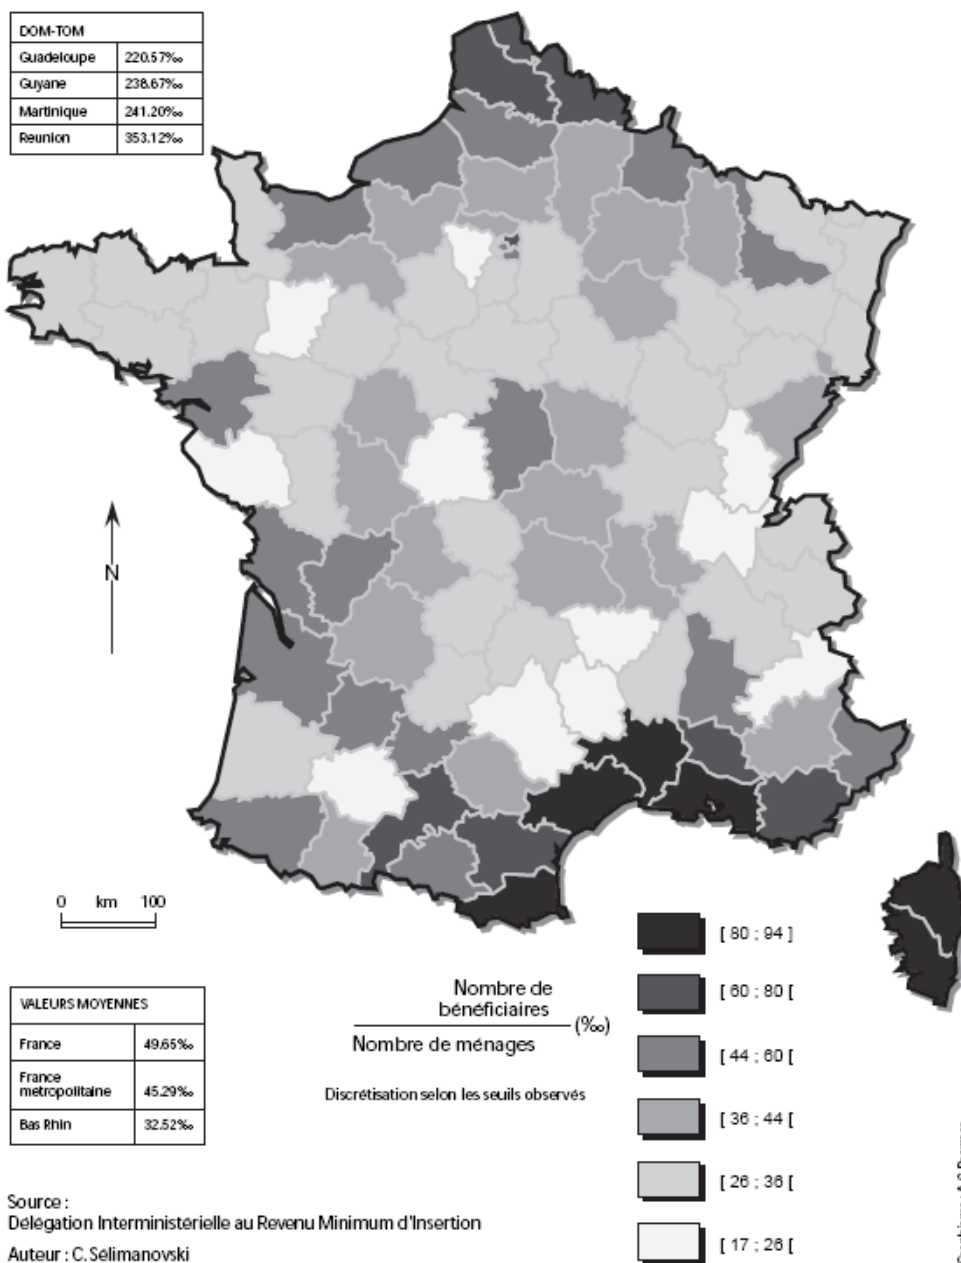 DOM-TOM
Guadeloupe 220.57‰
Guyane 238.67‰
Martinique 241.20‰
Reunion 353.12‰
N
0 km 100
VALEURS MOYENNES
France 49.65‰
France
metropolitaine 45.29‰
Bas Rhin 32.52‰
Nombre de
bénéficiaires
(‰)
Nombre de ménages
Discrétisation selon les seuils observés
[ 80 ; 94 ]
[ 60 ; 80 [
[ 44 ; 60 [
[ 36 ; 44 [
[ 26 ; 36 [
[ 17 ; 26 [
Source :
Délégation Interministérielle au Revenu Minimum d'Insertion
Auteur : C. Sélimanovski